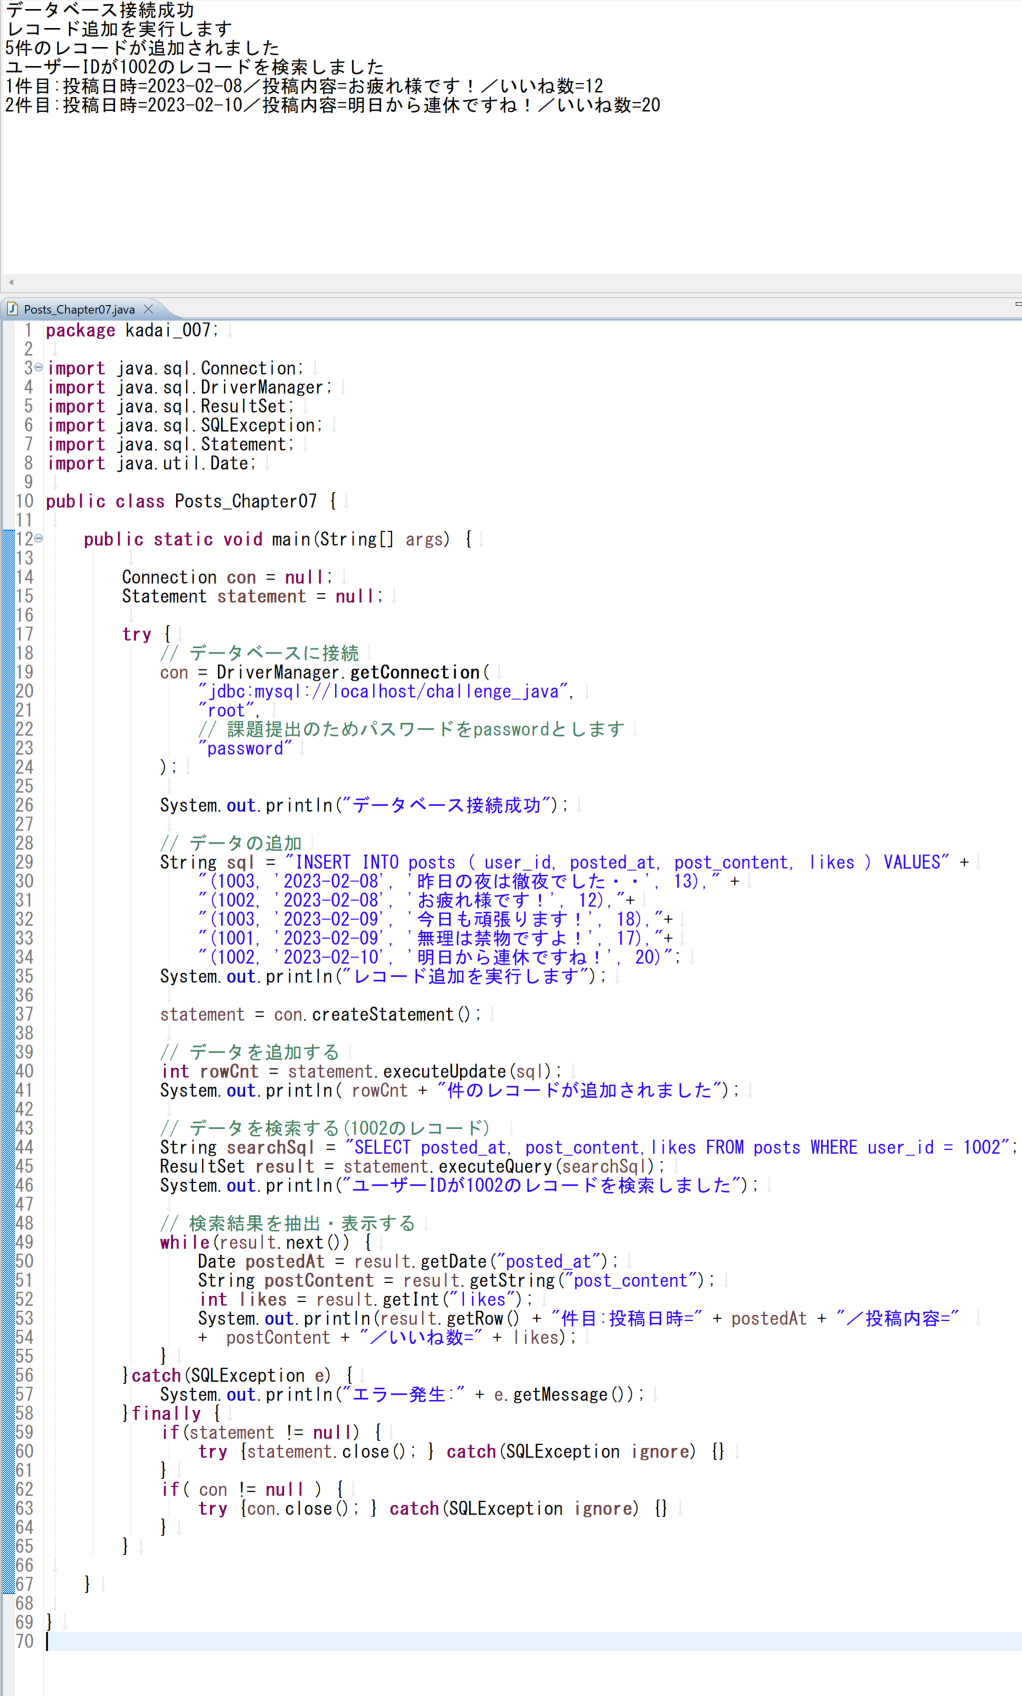 データベース接続成功
レコード追加を実行します
5件のレコードが追加されました
ユーザーIDが1002のレコードを検索しました
1件目:投稿日時=2023-02-08／投稿内容=お疲れ様です！／いいね数=12
2件目:投稿日時=2023-02-10／投稿内容=明日から連休ですね！／いいね数=20
Posts_Chapter07.java
1 package kadai_007;
2
3 import java.sql.Connection;
4 import java.sql.DriverManager;
5 import java.sql.ResultSet;
6 import java.sql.SQLException;
7 import java.sql.Statement;
8 import java.util.Date;
9
10 public class Posts_Chapter07 {
11
12     public static void main(String[] args) {
13
14         Connection con = null;
15         Statement statement = null;
16
17         try {
18             // データベースに接続
19             con = DriverManager.getConnection(
20                 "jdbc:mysql://localhost/challenge_java",
21                 "root",
22                 // 課題提出のためパスワードをpasswordとします
23                 "password"
24             );
25
26             System.out.println("データベース接続成功");
27
28             // データの追加
29             String sql = "INSERT INTO posts ( user_id, posted_at, post_content, likes ) VALUES" +
30                 "(1003, '2023-02-08', '昨日の夜は徹夜でした・・', 13)," +
31                 "(1002, '2023-02-08', 'お疲れ様です！', 12),"+
32                 "(1003, '2023-02-09', '今日も頑張ります！', 18),"+
33                 "(1001, '2023-02-09', '無理は禁物ですよ！', 17),"+
34                 "(1002, '2023-02-10', '明日から連休ですね！', 20)";
35             System.out.println("レコード追加を実行します");
36
37             statement = con.createStatement();
38
39             // データを追加する
40             int rowCnt = statement.executeUpdate(sql);
41             System.out.println( rowCnt + "件のレコードが追加されました");
42
43             // データを検索する(1002のレコード)
44             String searchSql = "SELECT posted_at, post_content,likes FROM posts WHERE user_id = 1002";
45             ResultSet result = statement.executeQuery(searchSql);
46             System.out.println("ユーザーIDが1002のレコードを検索しました");
47
48             // 検索結果を抽出・表示する
49             while(result.next()) {
50                 Date postedAt = result.getDate("posted_at");
51                 String postContent = result.getString("post_content");
52                 int likes = result.getInt("likes");
53                 System.out.println(result.getRow() + "件目:投稿日時=" + postedAt + "／投稿内容="
54                 +  postContent + "／いいね数=" + likes);
55             }
56         }catch(SQLException e) {
57             System.out.println("エラー発生:" + e.getMessage());
58         }finally {
59             if(statement != null) {
60                 try {statement.close(); } catch(SQLException ignore) {}
61             }
62             if( con != null ) {
63                 try {con.close(); } catch(SQLException ignore) {}
64             }
65         }
66
67     }
68
69 }
70